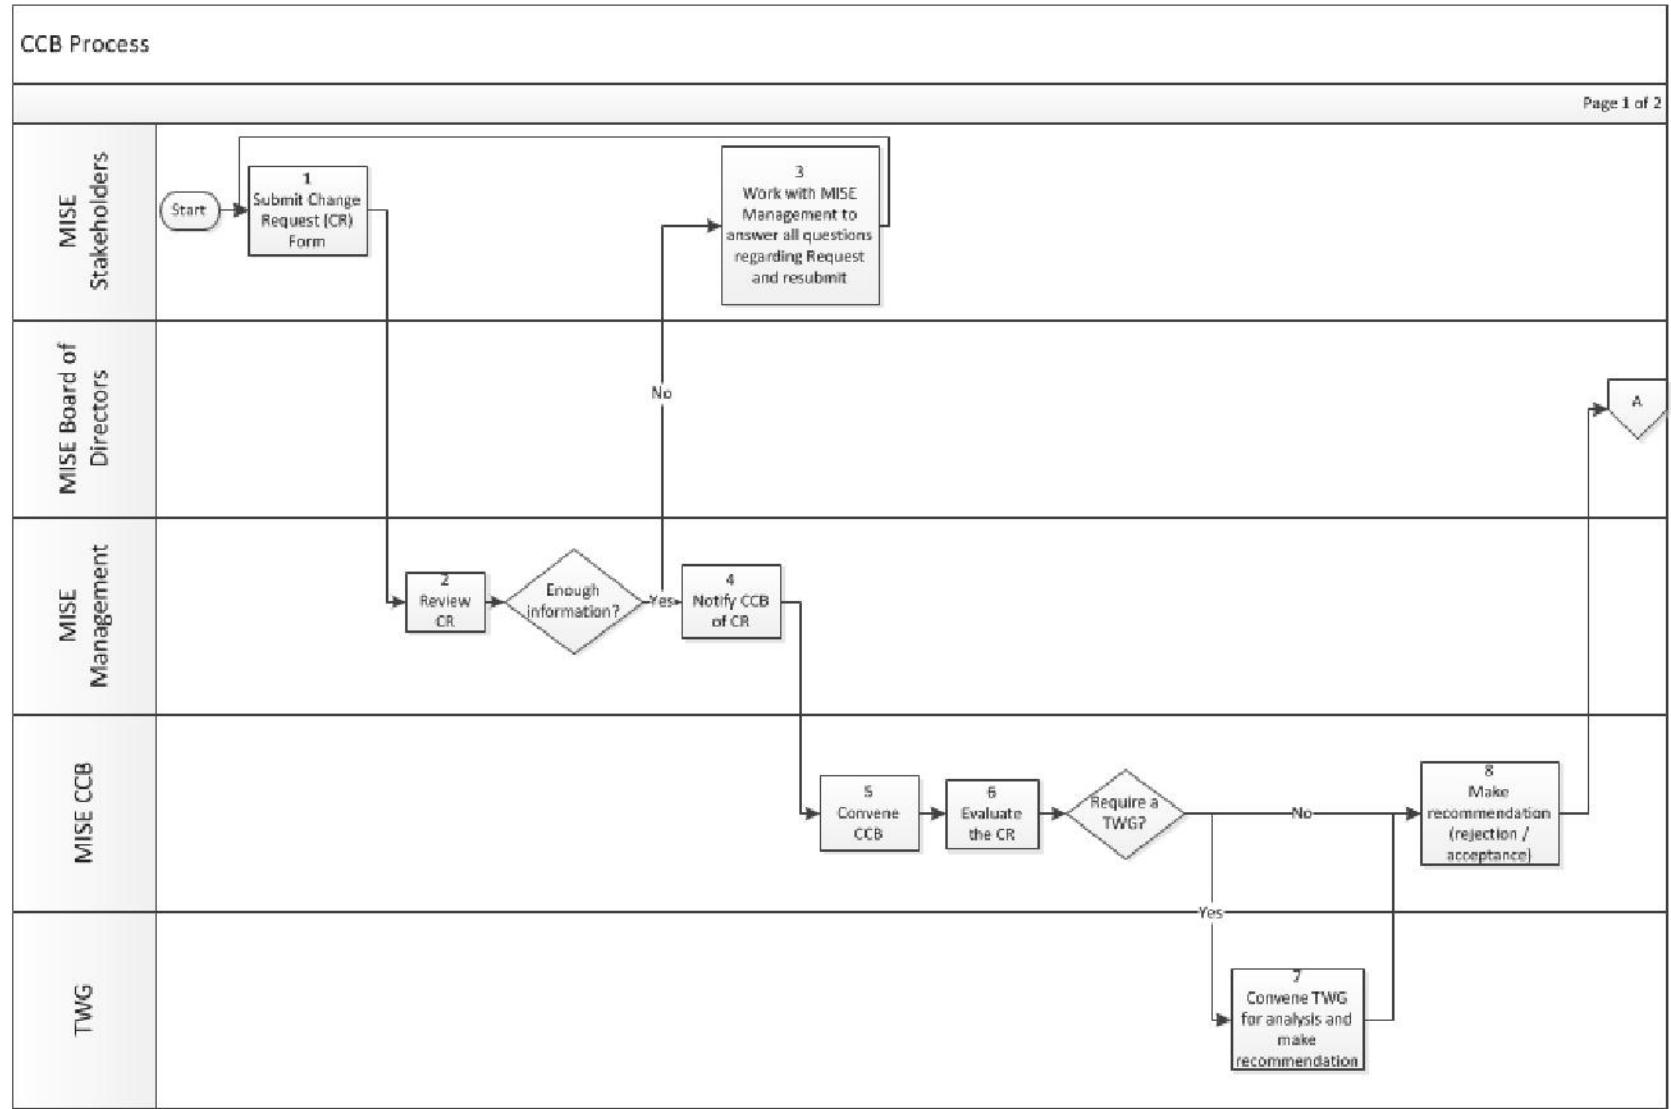 CCB Process
Page 1 of 2
MISE
Stakeholders
Start
1
Submit Change
Request (CR)
Form
3
Work with MISE
Management to
answer all questions
regarding Request
and resubmit
MISE Board of
Directors
No
A
MISE
Management
2
Review
CR
Enough
information?
Yes
4
Notify CCB
of CR
MISE CCB
5
Convene
CCB
6
Evaluate
the CR
Require a
TWG?
No
8
Make
recommendation
(rejection /
acceptance)
Yes
TWG
7
Convene TWG
for analysis and
make
recommendation